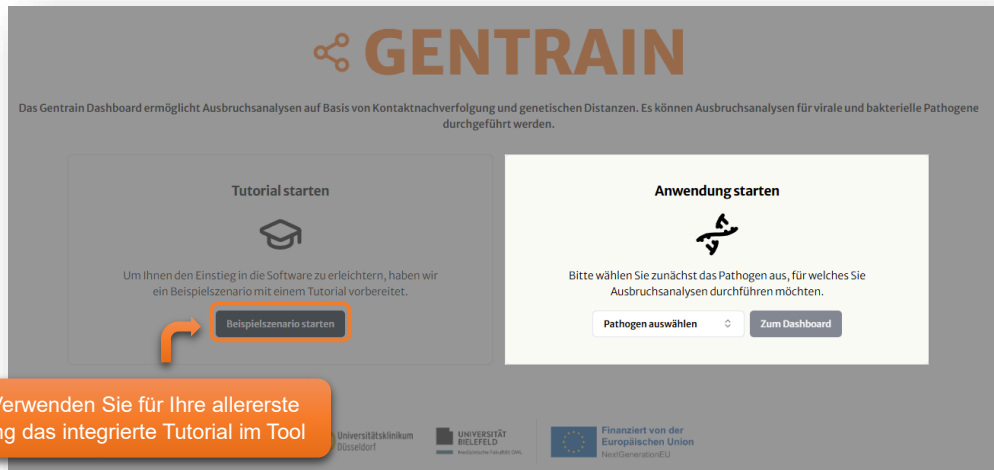 GENTRAIN
Das Gentrain Dashboard ermöglicht Ausbruchsanalysen auf Basis von Kontaktnachverfolgung und genetischen Distanzen. Es können Ausbruchsanalysen für virale und bakterielle Pathogene
durchgeführt werden.
Tutorial starten
Um Ihnen den Einstieg in die Software zu erleichtern, haben wir
ein Beispielszenario mit einem Tutorial vorbereitet.
Beispielszenario starten
Anwendung starten
Bitte wählen Sie zunächst das Pathogen aus, für welches Sie
Ausbruchsanalysen durchführen möchten.
Pathogen auswählen
Zum Dashboard
Verwenden Sie für Ihre allererste
ng das integrierte Tutorial im Tool
Universitätsklinikum
Düsseldorf
UNIVERSITÄT
BIELEFELD
Medizinische Fakultät OWL
Finanziert von der
Europäischen Union
NextGenerationEU